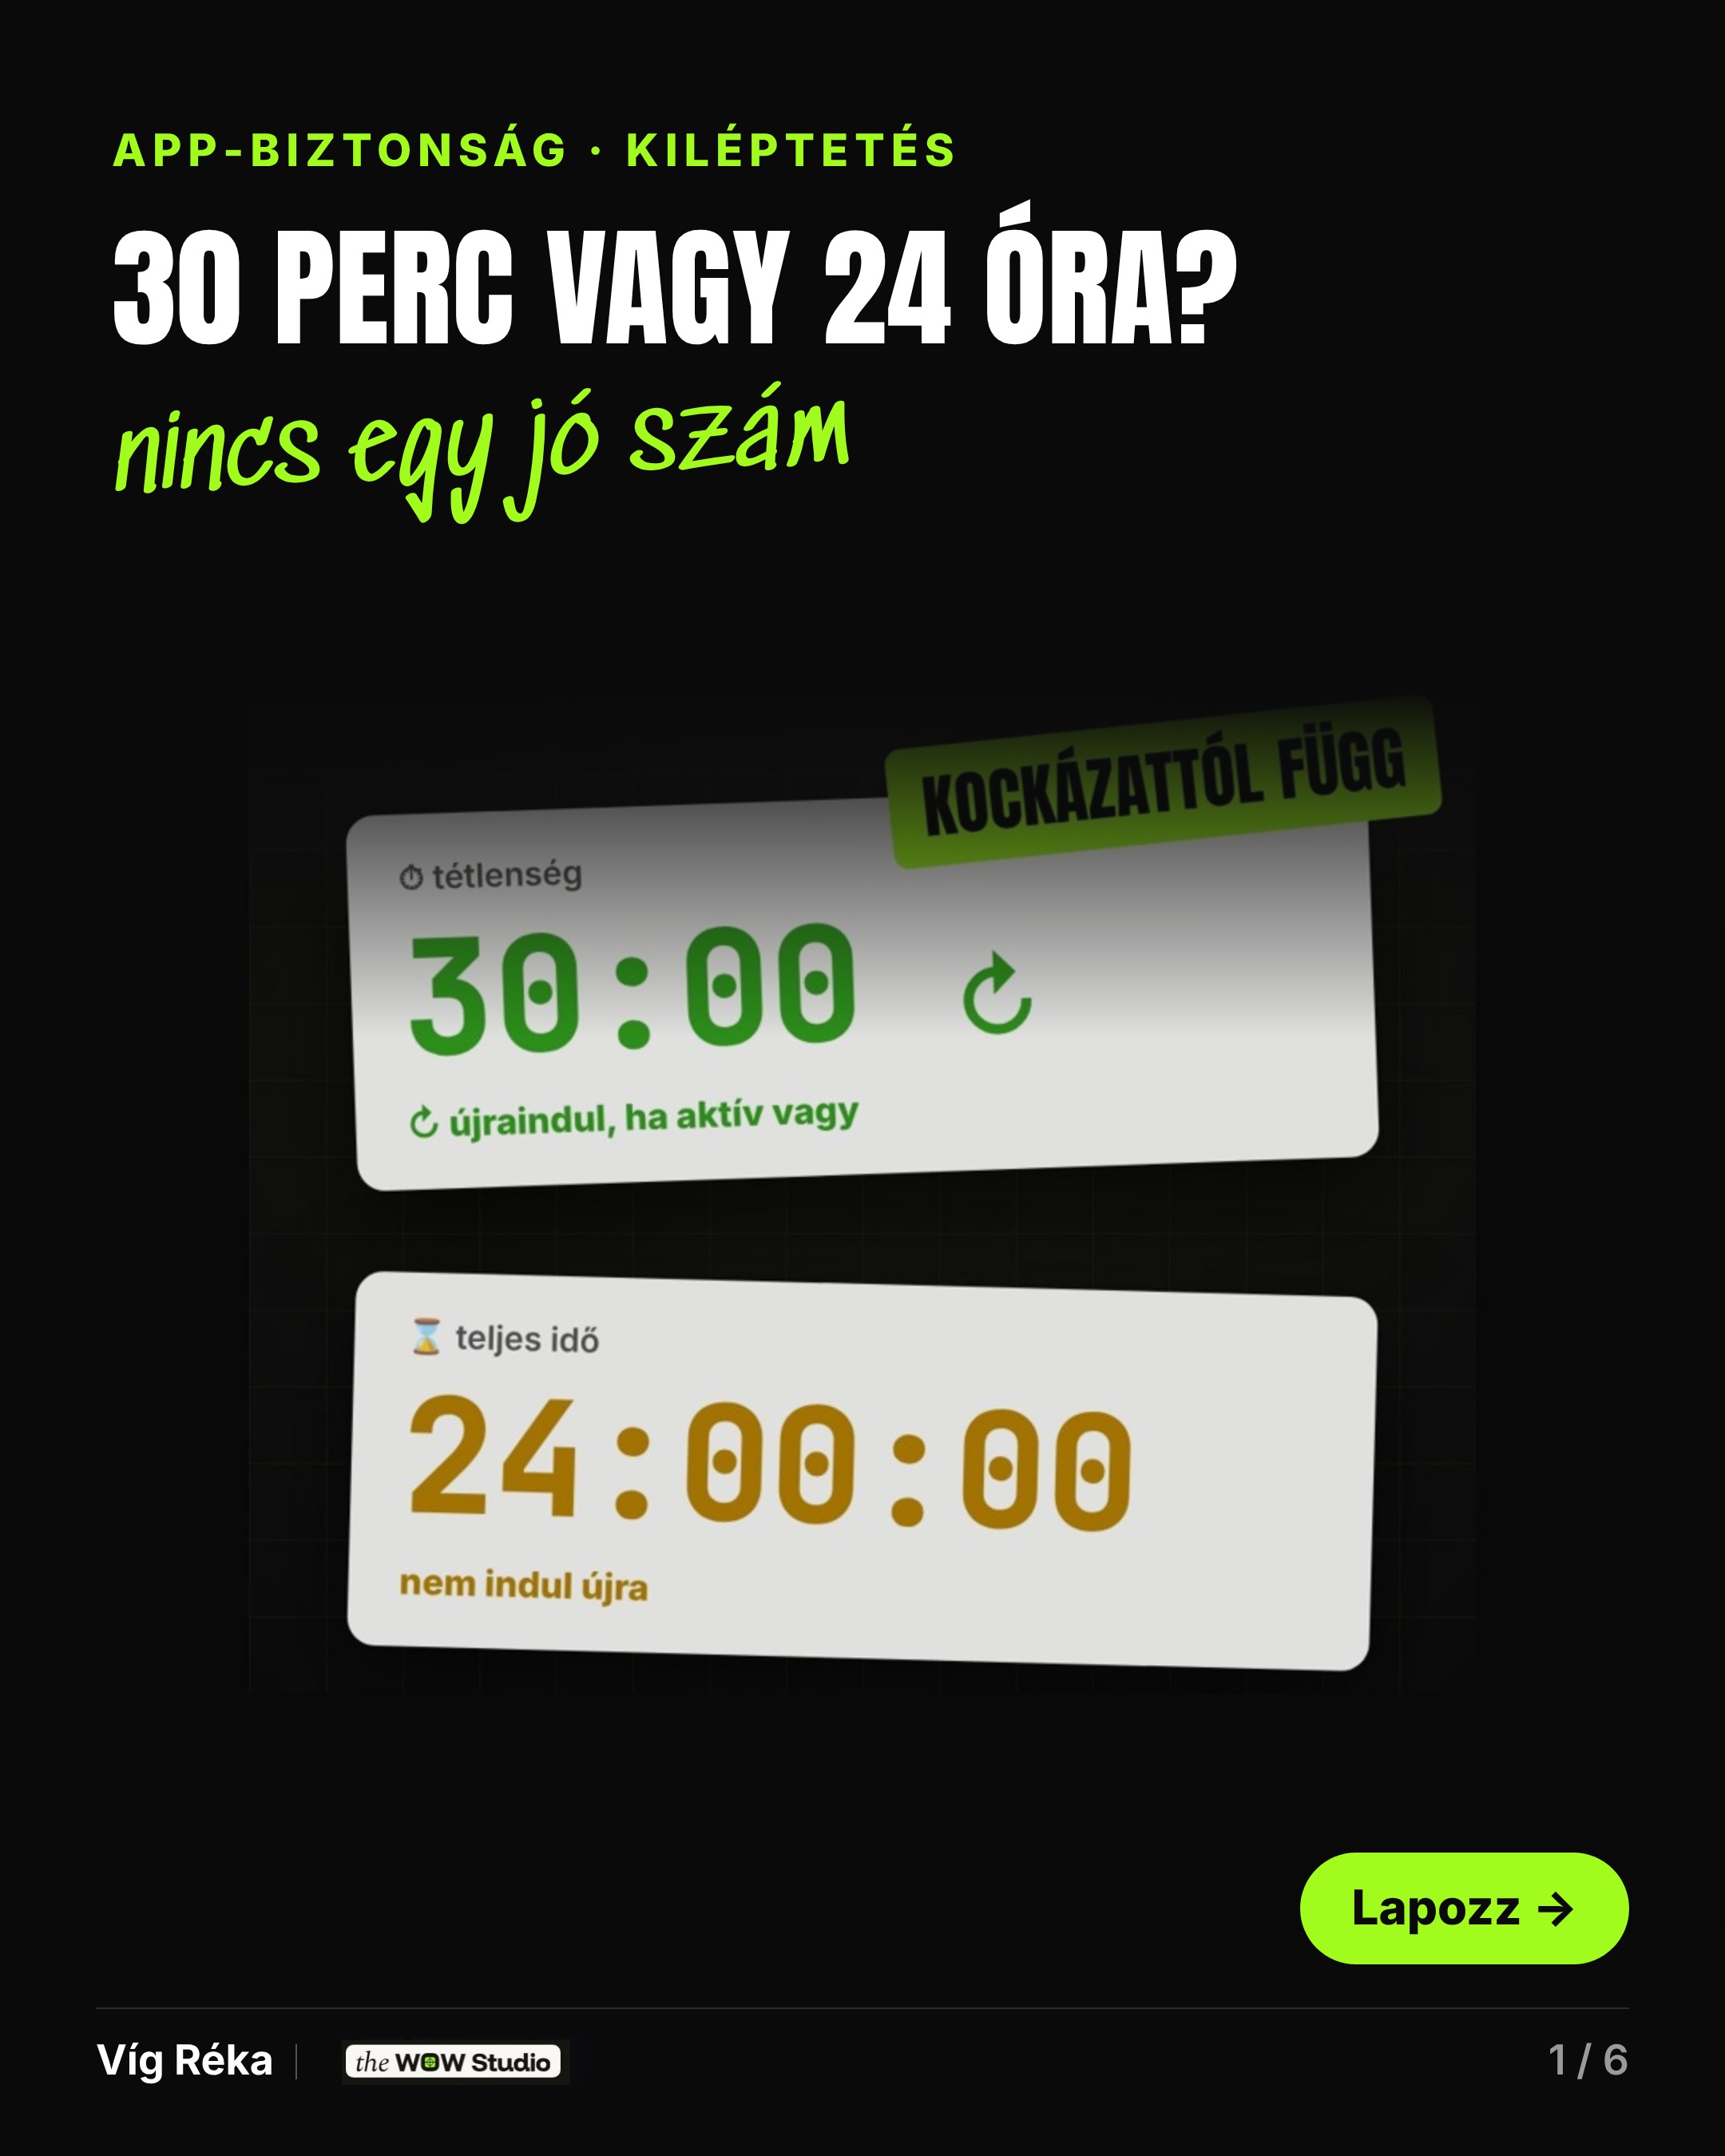 APP-BIZTONSÁG · KILÉPTETÉS
30 PERC VAGY 24 ÓRA?
nincs egy jó szám
KOCKÁZATTÓL FÜGG
⏱ tétlenség
30:00 ↻
↻ újraindul, ha aktív vagy
⌛ teljes idő
24:00:00
nem indul újra
Lapozz →
Víg Réka | the WOW Studio
1 / 6